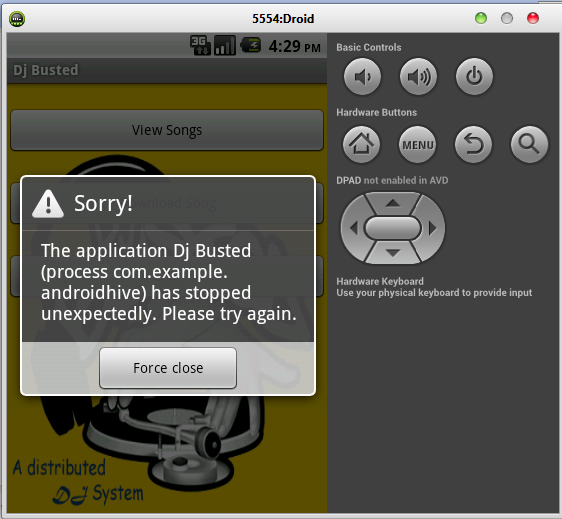 5554:Droid
3G
4:29 PM
Dj Busted
View Songs
Download Song
Sorry!
The application Dj Busted
(process com.example.
androidhive) has stopped
unexpectedly. Please try again.
Force close
A distributed
DJ System
Basic Controls
Hardware Buttons
MENU
DPAD not enabled in AVD
Hardware Keyboard
Use your physical keyboard to provide input